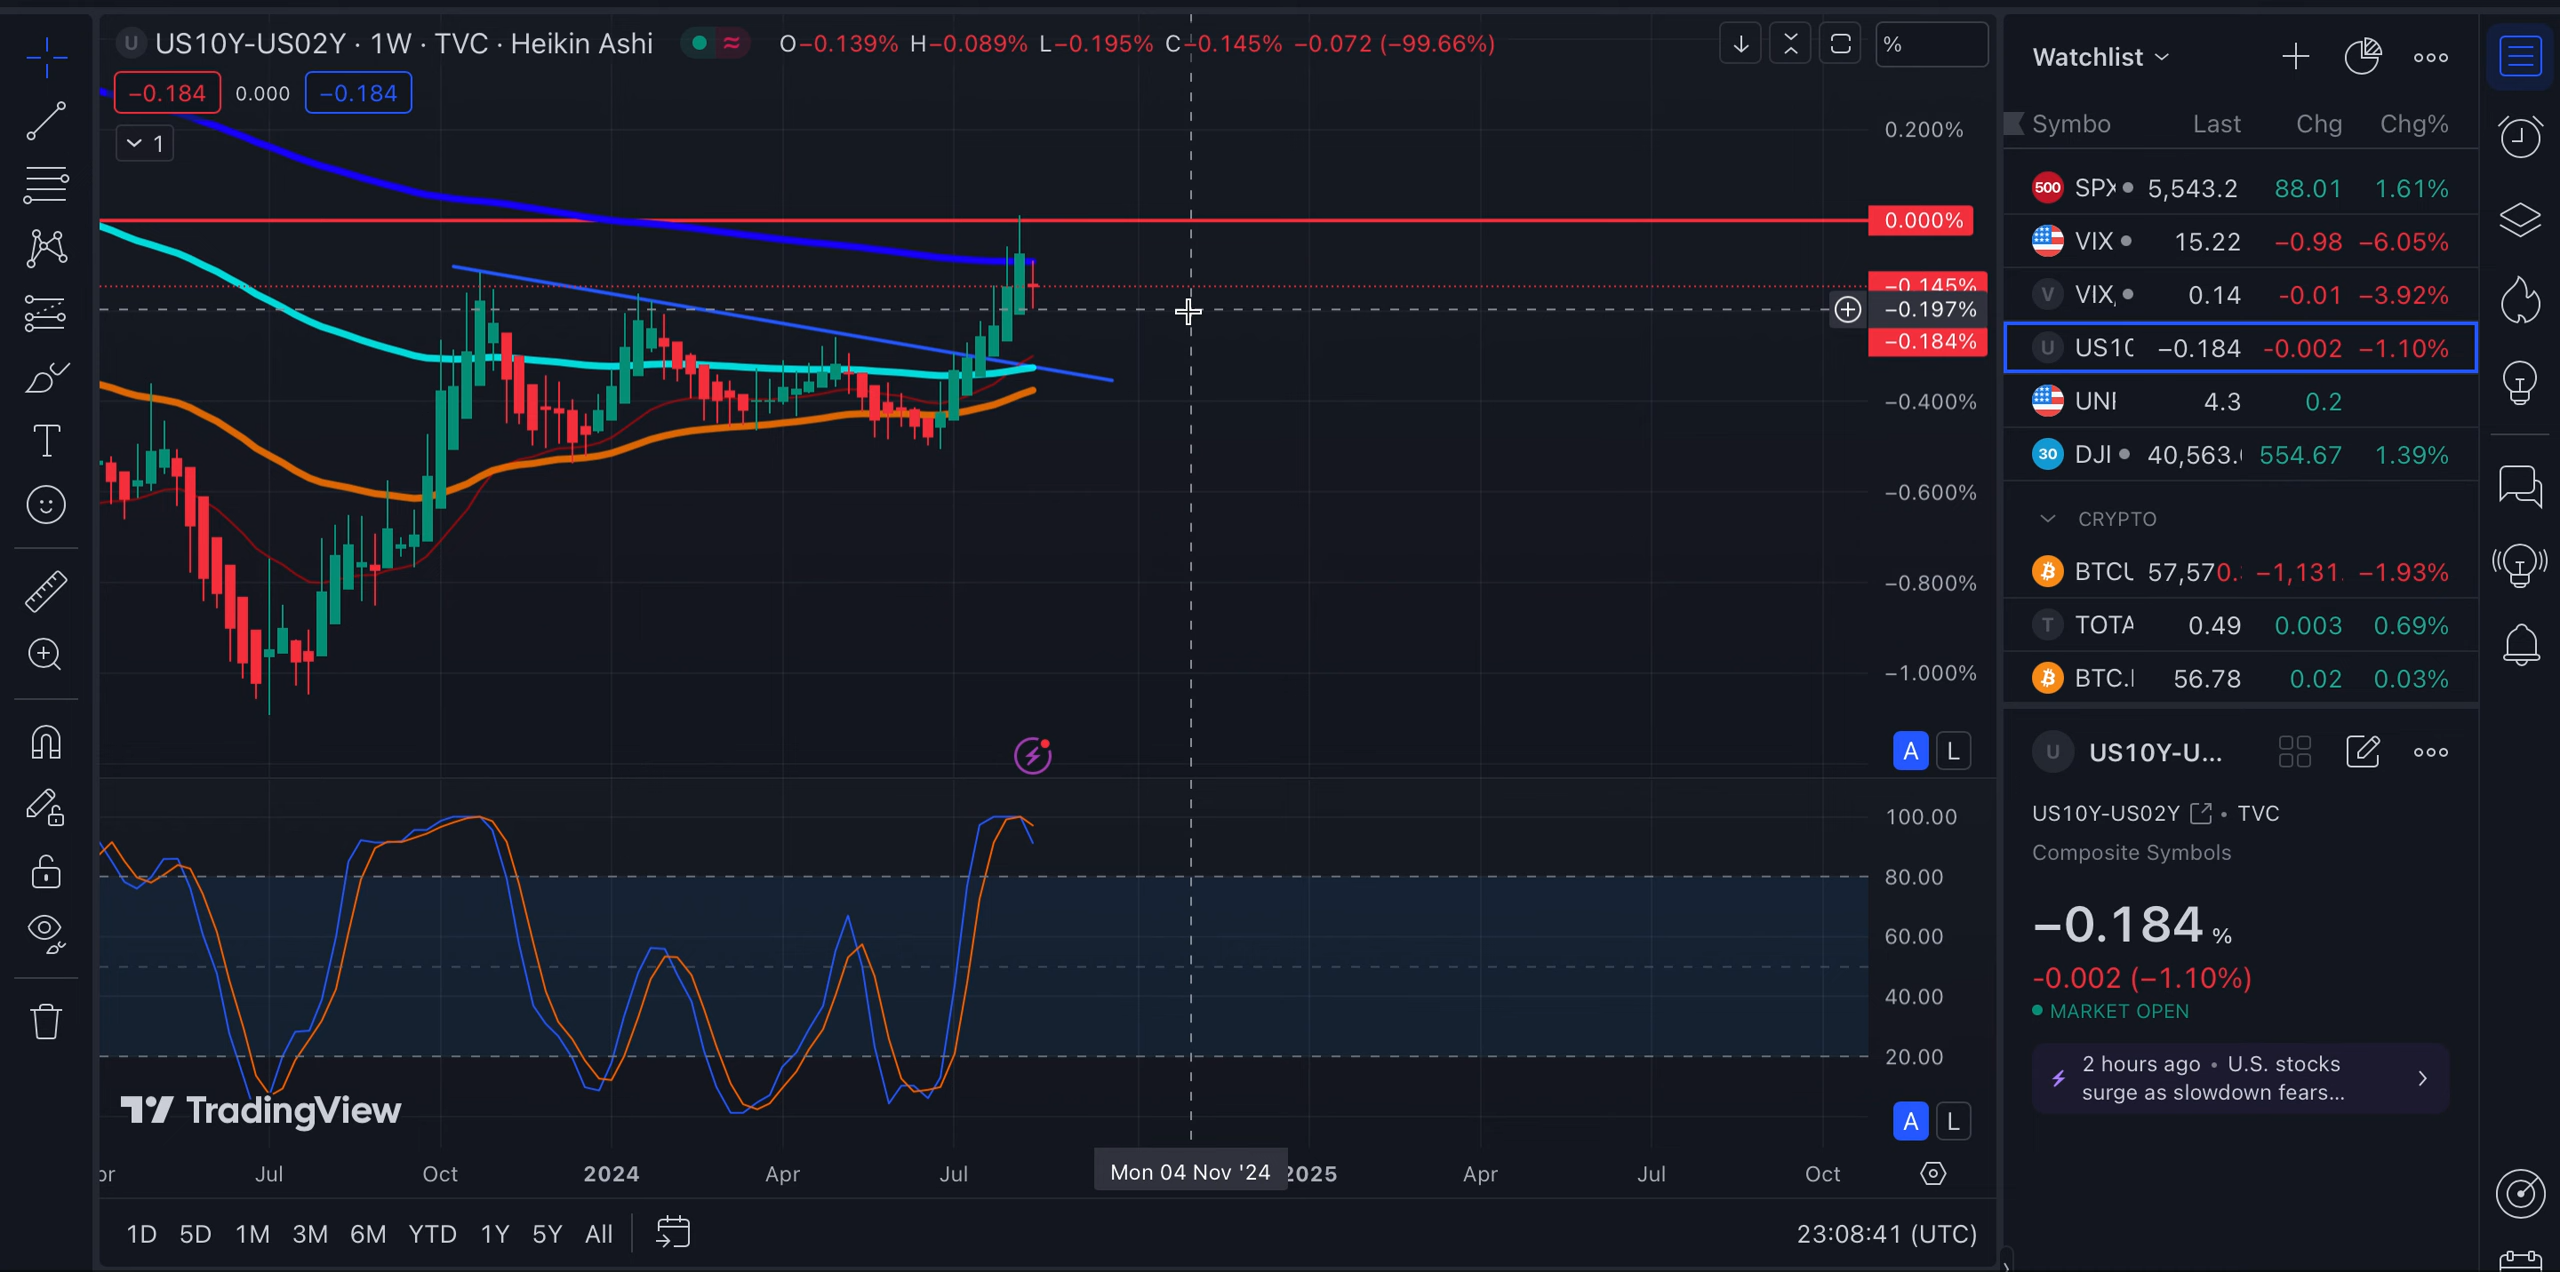 US10Y-US02Y · 1W · TVC · Heikin Ashi O−0.139% H−0.089% L−0.195% C−0.145% −0.072 (−99.66%)
%
−0.184 0.000 −0.184
1
0.200%
0.000%
−0.145%
−0.197%
−0.184%
−0.400%
−0.600%
−0.800%
−1.000%
A L
100.00
80.00
60.00
40.00
20.00
A L
TradingView
Jul Oct 2024 Apr Jul Mon 04 Nov '24 2025 Apr Jul Oct
1D 5D 1M 3M 6M YTD 1Y 5Y All
23:08:41 (UTC)
Watchlist
Symbo Last Chg Chg%
500 SPX 5,543.2 88.01 1.61%
VIX 15.22 −0.98 −6.05%
V VIX, 0.14 −0.01 −3.92%
U US1 −0.184 -0.002 −1.10%
UNI 4.3 0.2
30 DJI 40,563. 554.67 1.39%
CRYPTO
BTCU 57,570. −1,131. −1.93%
T TOTA 0.49 0.003 0.69%
BTC. 56.78 0.02 0.03%
U US10Y-U...
US10Y-US02Y • TVC
Composite Symbols
−0.184 %
-0.002 (−1.10%)
MARKET OPEN
2 hours ago • U.S. stocks
surge as slowdown fears...